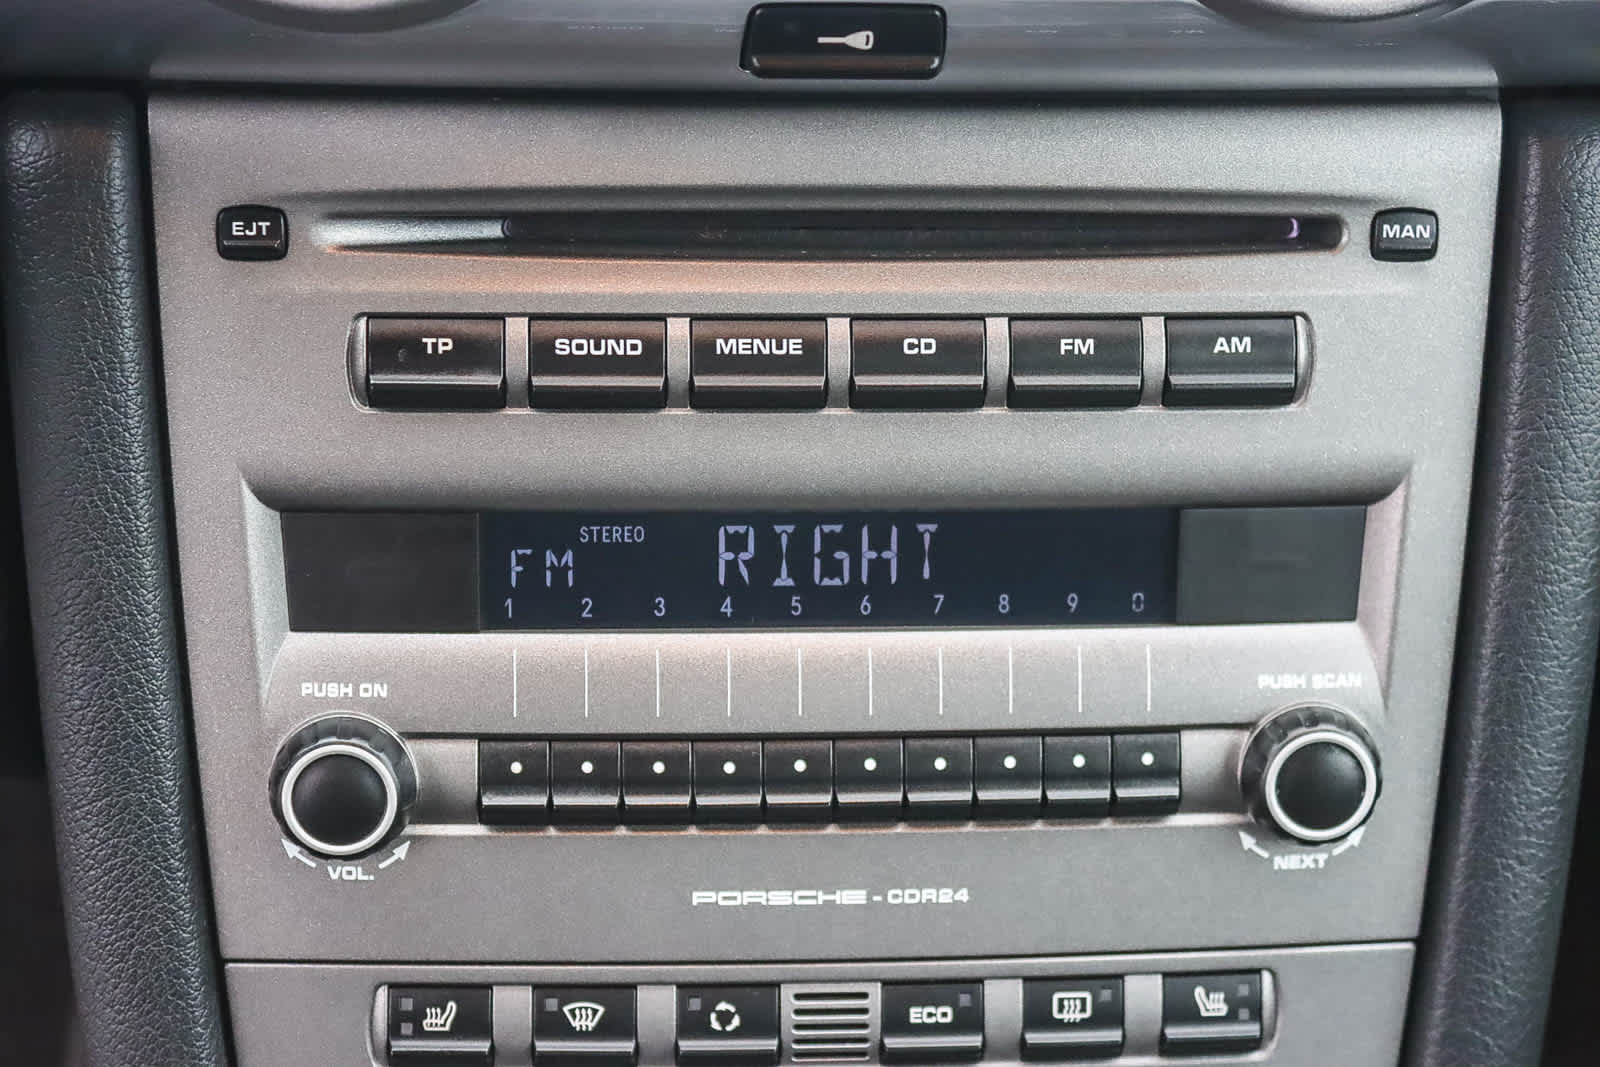 EJT
MAN
TP SOUND MENUE CD FM AM
STEREO
FM RIGHT
1 2 3 4 5 6 7 8 9 0
PUSH ON
PUSH SCAN
VOL.
NEXT
PORSCHE - CDR24
ECO